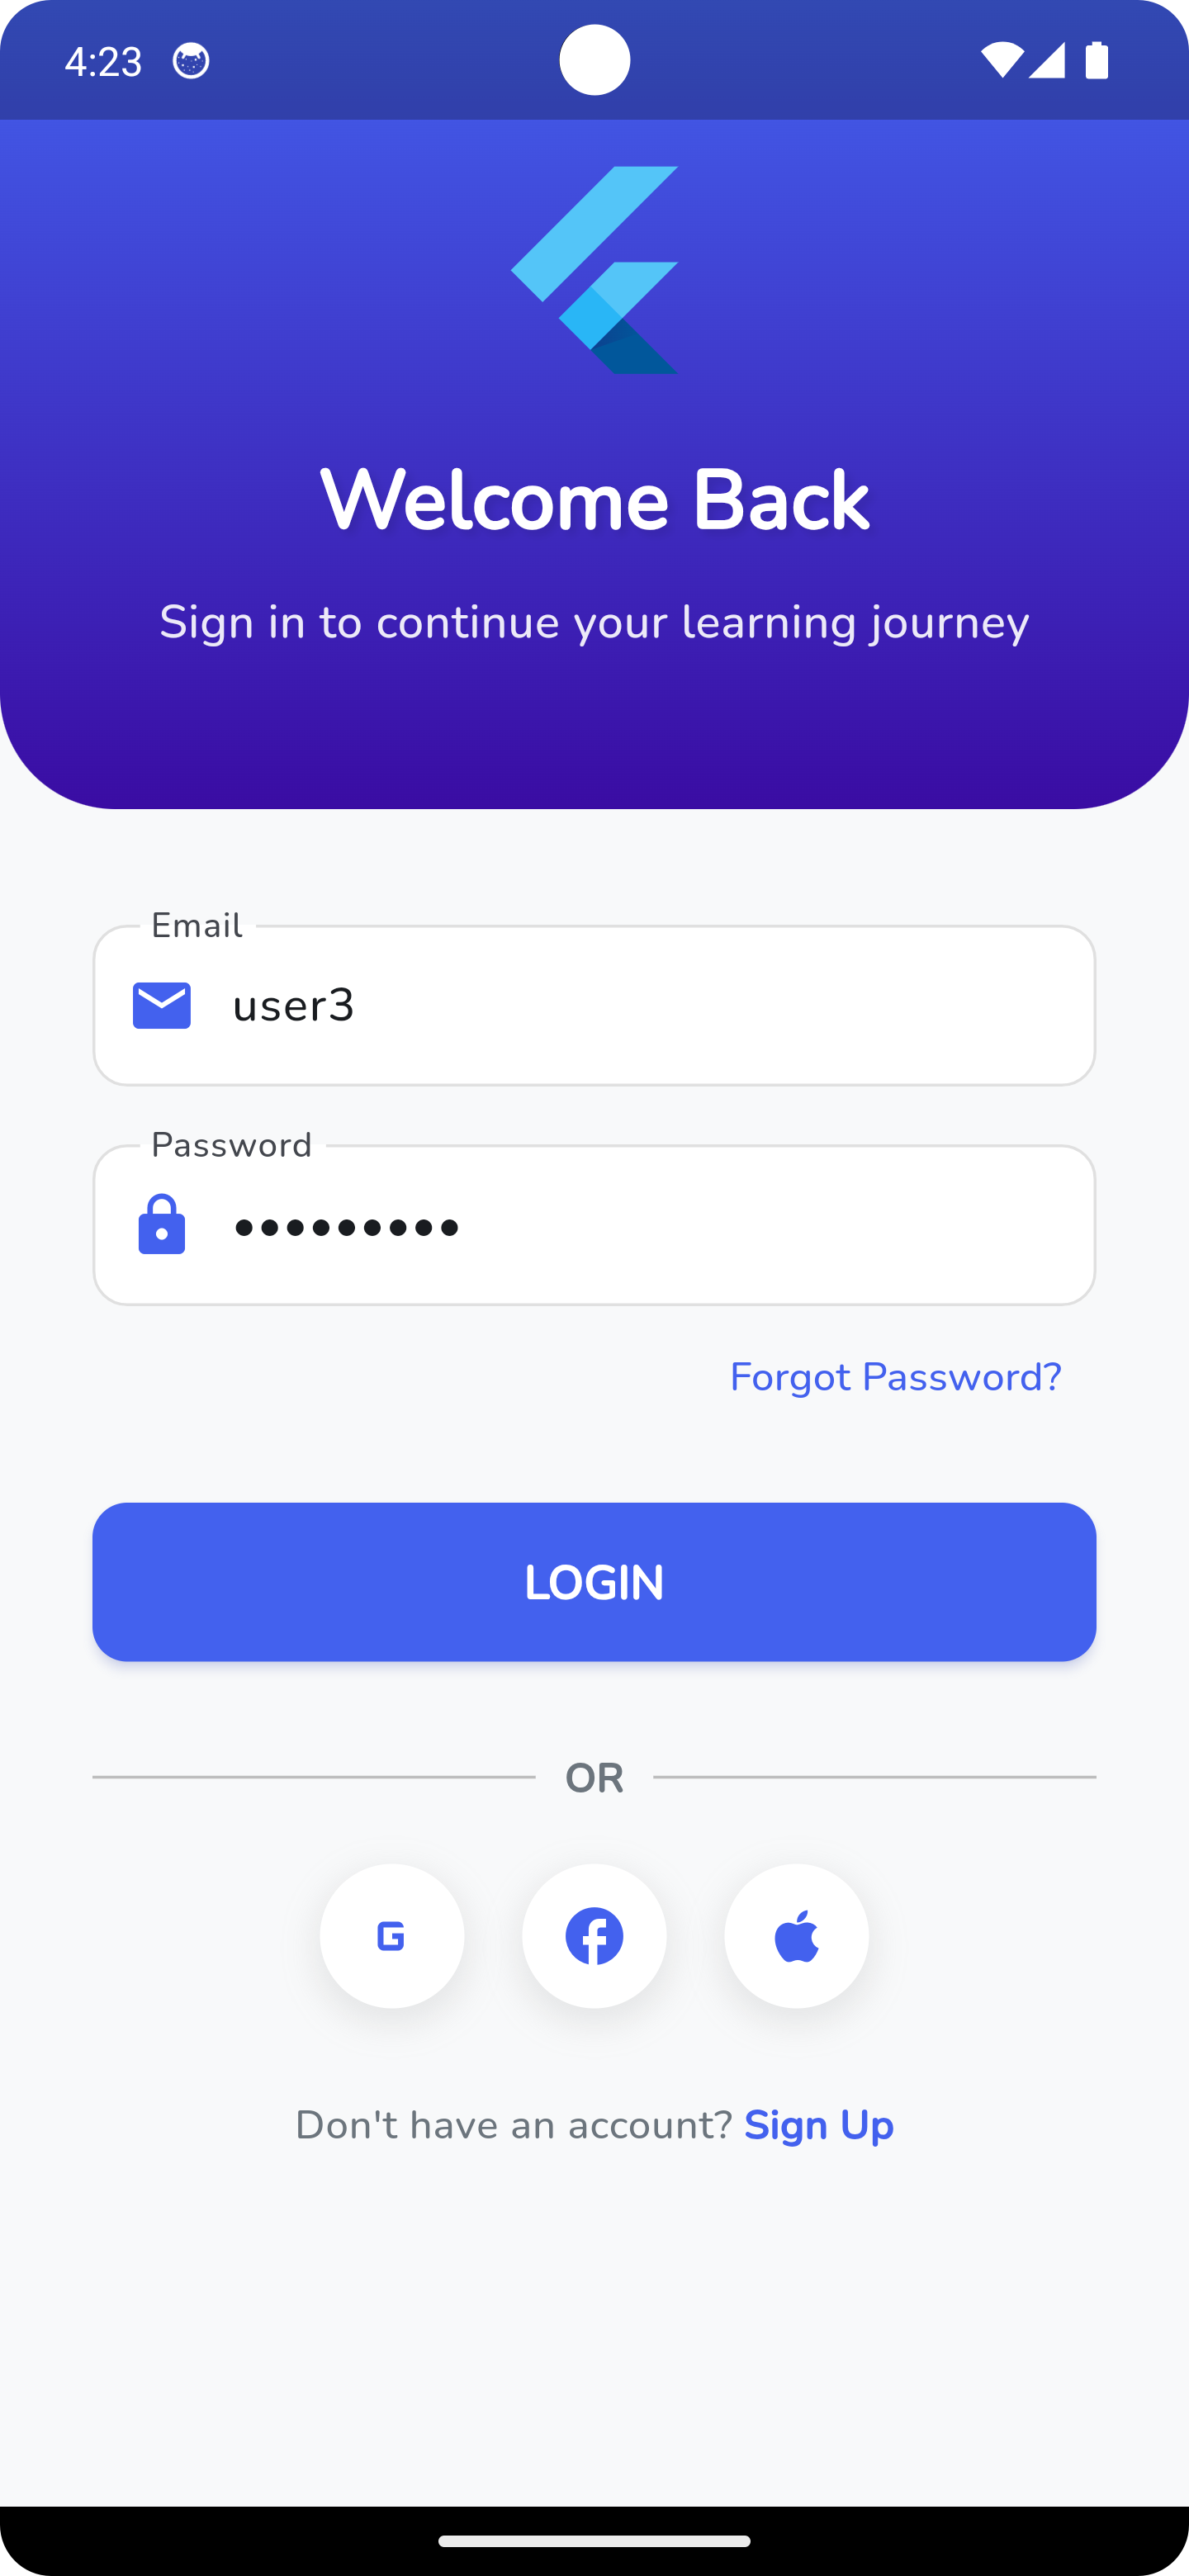 4:23
Welcome Back
Sign in to continue your learning journey
Email
user3
Password
•••••••••
Forgot Password?
LOGIN
OR
G
Don't have an account? Sign Up